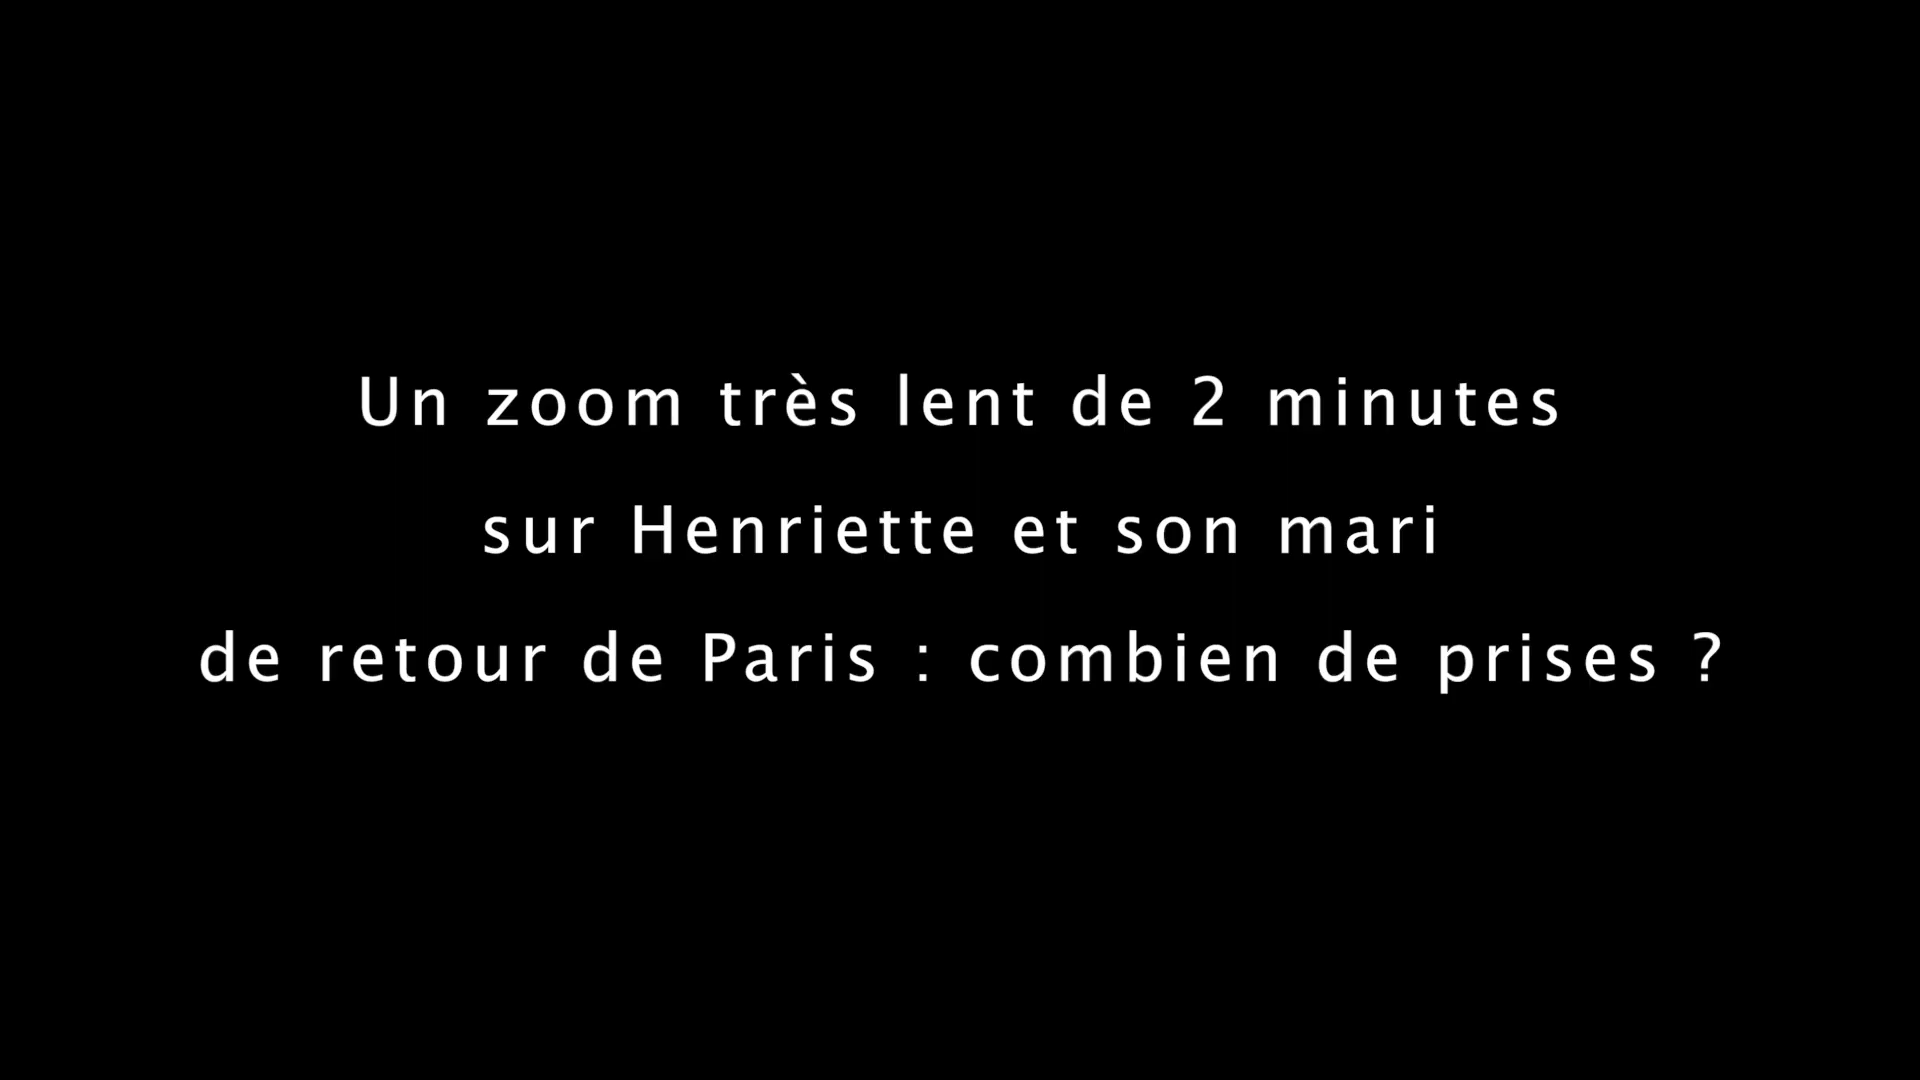 Un zoom très lent de 2 minutes
sur Henriette et son mari
de retour de Paris : combien de prises ?